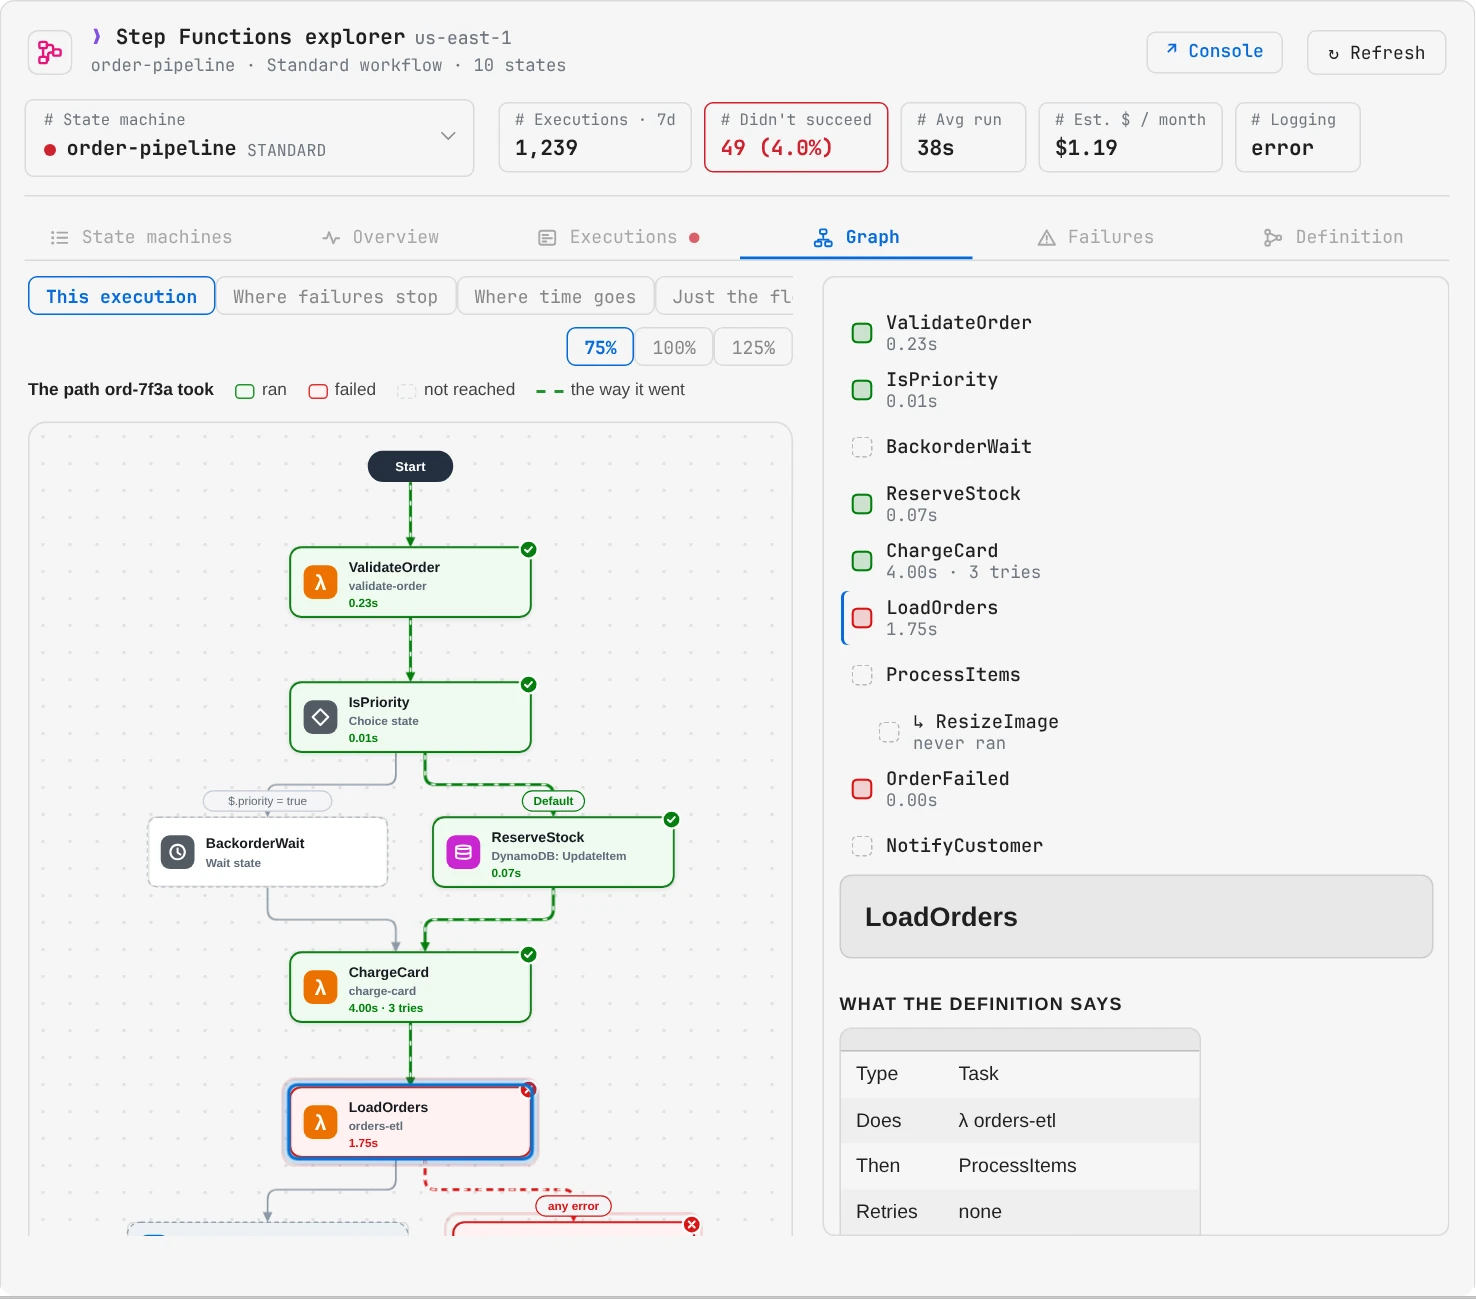 Step Functions explorer us-east-1
order-pipeline · Standard workflow · 10 states
Console
↻ Refresh
# State machine
order-pipeline STANDARD
# Executions · 7d
1,239
# Didn't succeed
49 (4.0%)
# Avg run
38s
# Est. $ / month
$1.19
# Logging
error
State machines
Overview
Executions
Graph
Failures
Definition
This execution
Where failures stop
Where time goes
Just the fl
75%
100%
125%
The path ord-7f3a took
ran
failed
not reached
the way it went
Start
ValidateOrder
validate-order
0.23s
IsPriority
Choice state
0.01s
$.priority = true
Default
BackorderWait
Wait state
ReserveStock
DynamoDB: UpdateItem
0.07s
λ
ChargeCard
charge-card
4.00s · 3 tries
λ
LoadOrders
orders-etl
1.75s
any error
ValidateOrder
0.23s
IsPriority
0.01s
BackorderWait
ReserveStock
0.07s
ChargeCard
4.00s · 3 tries
LoadOrders
1.75s
ProcessItems
↳ ResizeImage
never ran
OrderFailed
0.00s
NotifyCustomer
LoadOrders
WHAT THE DEFINITION SAYS
Type Task
Does λ orders-etl
Then ProcessItems
Retries none